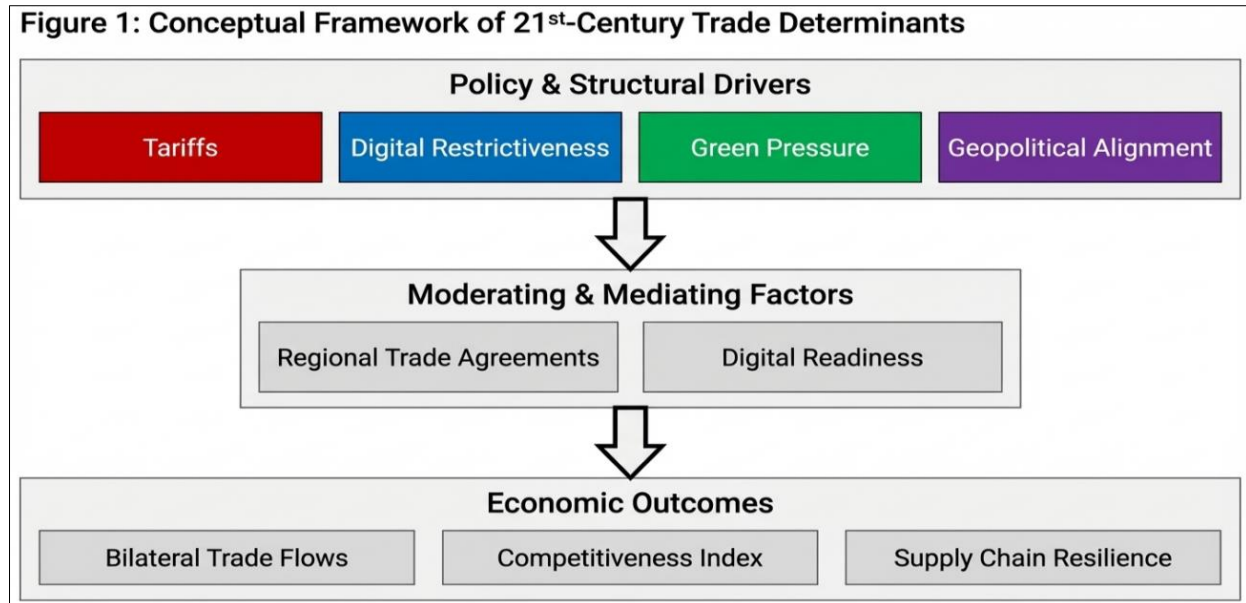 Figure 1: Conceptual Framework of 21st-Century Trade Determinants
Policy & Structural Drivers
Tariffs
Digital Restrictiveness
Green Pressure
Geopolitical Alignment
Moderating & Mediating Factors
Regional Trade Agreements
Digital Readiness
Economic Outcomes
Bilateral Trade Flows
Competitiveness Index
Supply Chain Resilience